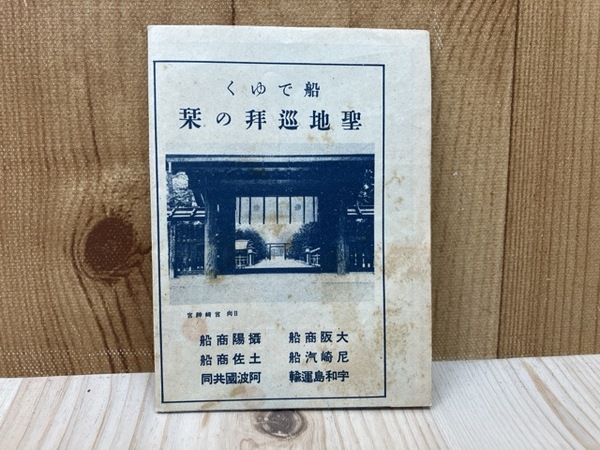 船でゆく
聖地巡拜の栞
日向 宮崎神宮
大阪商船 攝陽商船
尼崎汽船 土佐商船
宇和島運輸 阿波國共同